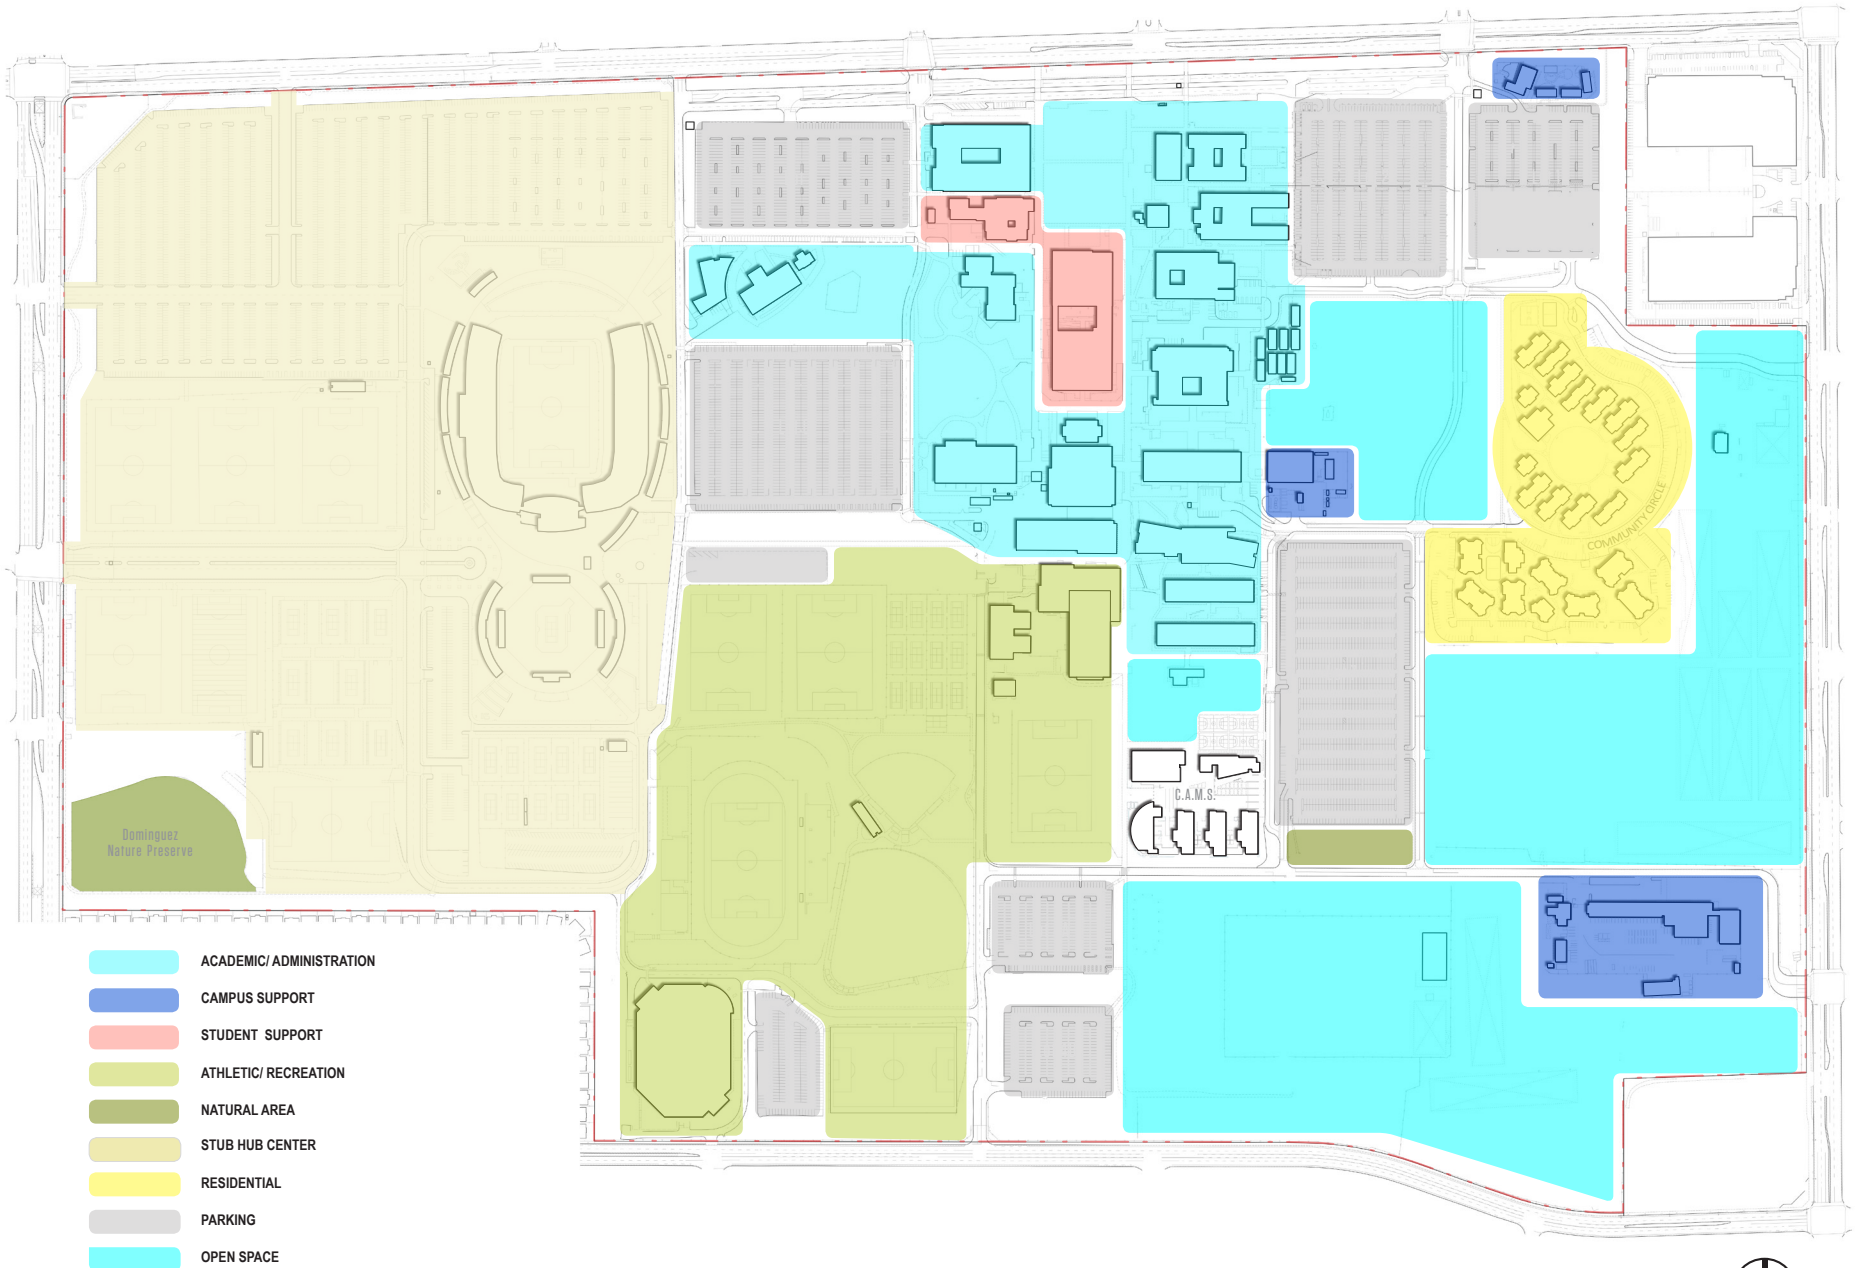 COMMUNITY CIRCLE
C.A.M.S.
Dominguez
Nature Preserve
ACADEMIC/ ADMINISTRATION
CAMPUS SUPPORT
STUDENT  SUPPORT
ATHLETIC/ RECREATION
NATURAL AREA
STUB HUB CENTER
RESIDENTIAL
PARKING
OPEN SPACE